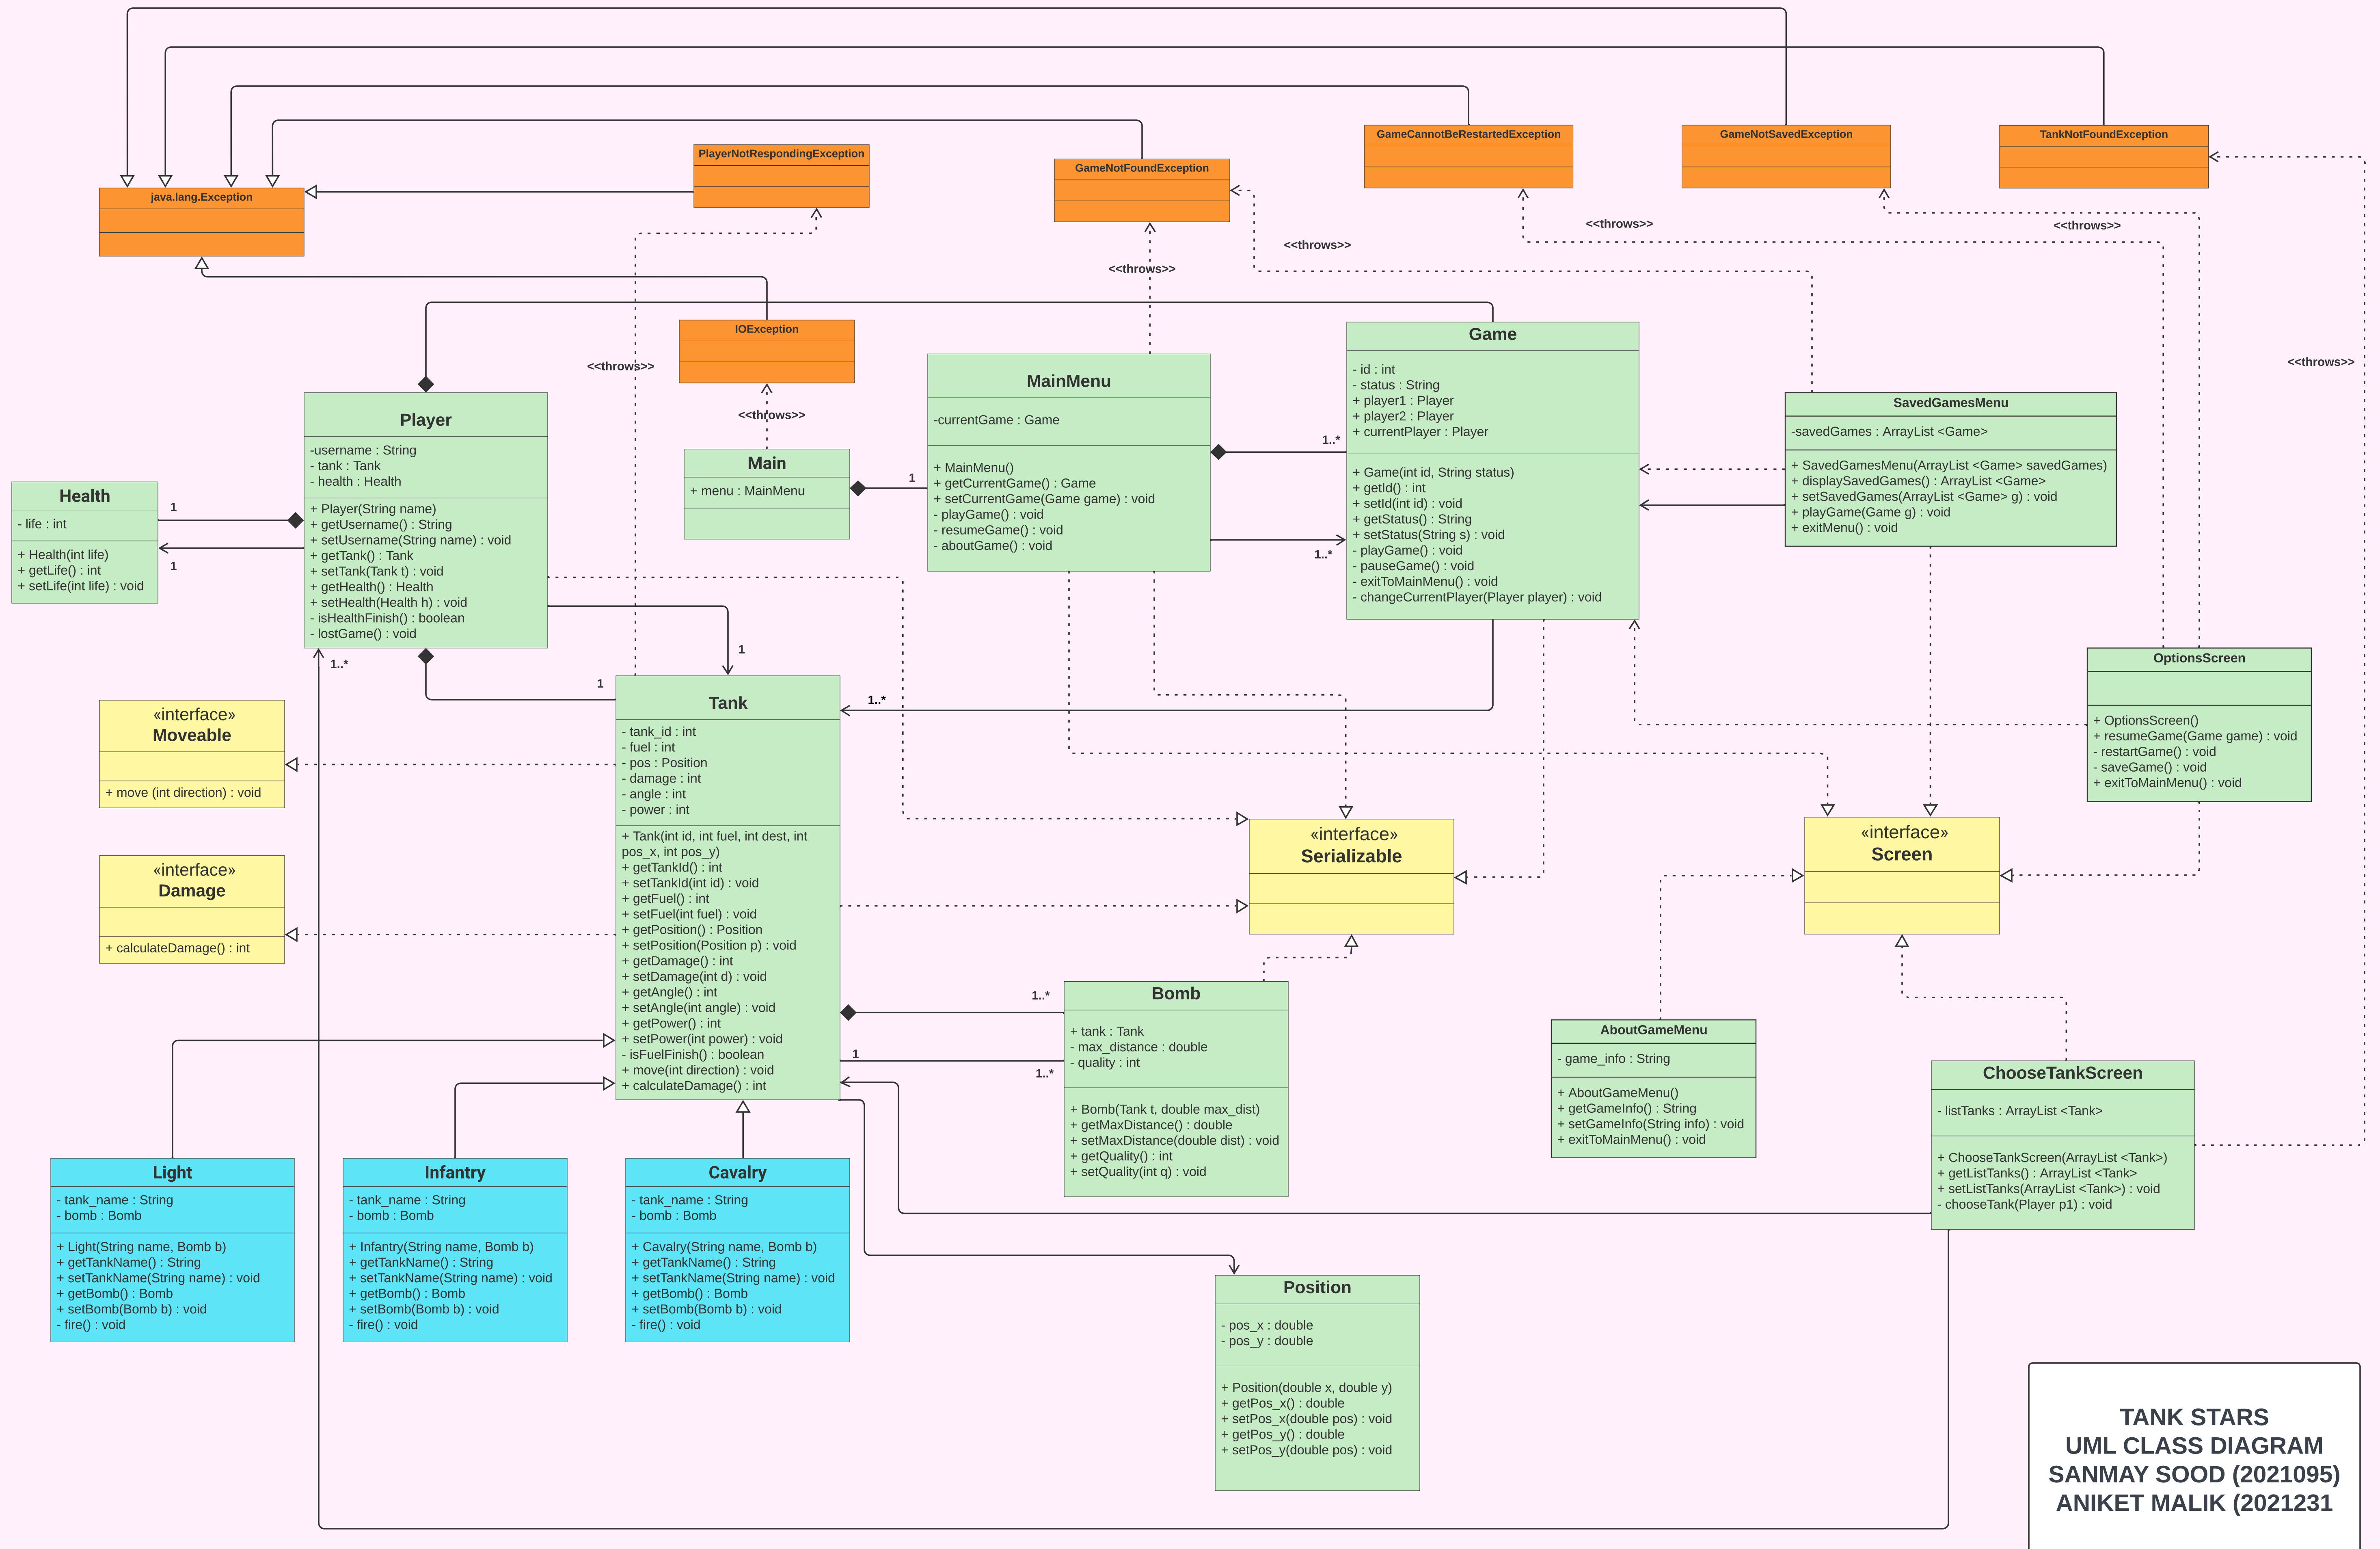 PlayerNotRespondingException
GameNotFoundException
GameCannotBeRestartedException
GameNotSavedException
TankNotFoundException
java.lang.Exception
<<throws>>
<<throws>>
<<throws>>
<<throws>>
IOException
<<throws>>
<<throws>>
<<throws>>
Player
-username : String
- tank : Tank
- health : Health
+ Player(String name)
+ getUsername() : String
+ setUsername(String name) : void
+ getTank() : Tank
+ setTank(Tank t) : void
+ getHealth() : Health
+ setHealth(Health h) : void
- isHealthFinish() : boolean
- lostGame() : void
Health
- life : int
+ Health(int life)
+ getLife() : int
+ setLife(int life) : void
1
1
Main
+ menu : MainMenu
1
MainMenu
-currentGame : Game
+ MainMenu()
+ getCurrentGame() : Game
+ setCurrentGame(Game game) : void
- playGame() : void
- resumeGame() : void
- aboutGame() : void
1..*
1..*
Game
- id : int
- status : String
+ player1 : Player
+ player2 : Player
+ currentPlayer : Player
+ Game(int id, String status)
+ getId() : int
+ setId(int id) : void
+ getStatus() : String
+ setStatus(String s) : void
- playGame() : void
- pauseGame() : void
- exitToMainMenu() : void
- changeCurrentPlayer(Player player) : void
SavedGamesMenu
-savedGames : ArrayList <Game>
+ SavedGamesMenu(ArrayList <Game> savedGames)
+ displaySavedGames() : ArrayList <Game>
+ setSavedGames(ArrayList <Game> g) : void
+ playGame(Game g) : void
+ exitMenu() : void
OptionsScreen
+ OptionsScreen()
+ resumeGame(Game game) : void
- restartGame() : void
- saveGame() : void
+ exitToMainMenu() : void
1..*
1
1
1..*
«interface»
Moveable
+ move (int direction) : void
«interface»
Damage
+ calculateDamage() : int
Tank
- tank_id : int
- fuel : int
- pos : Position
- damage : int
- angle : int
- power : int
+ Tank(int id, int fuel, int dest, int
pos_x, int pos_y)
+ getTankId() : int
+ setTankId(int id) : void
+ getFuel() : int
+ setFuel(int fuel) : void
+ getPosition() : Position
+ setPosition(Position p) : void
+ getDamage() : int
+ setDamage(int d) : void
+ getAngle() : int
+ setAngle(int angle) : void
+ getPower() : int
+ setPower(int power) : void
- isFuelFinish() : boolean
+ move(int direction) : void
+ calculateDamage() : int
«interface»
Serializable
«interface»
Screen
1..*
1
1..*
Bomb
+ tank : Tank
- max_distance : double
- quality : int
+ Bomb(Tank t, double max_dist)
+ getMaxDistance() : double
+ setMaxDistance(double dist) : void
+ getQuality() : int
+ setQuality(int q) : void
AboutGameMenu
- game_info : String
+ AboutGameMenu()
+ getGameInfo() : String
+ setGameInfo(String info) : void
+ exitToMainMenu() : void
ChooseTankScreen
- listTanks : ArrayList <Tank>
+ ChooseTankScreen(ArrayList <Tank>)
+ getListTanks() : ArrayList <Tank>
+ setListTanks(ArrayList <Tank>) : void
- chooseTank(Player p1) : void
Light
- tank_name : String
- bomb : Bomb
+ Light(String name, Bomb b)
+ getTankName() : String
+ setTankName(String name) : void
+ getBomb() : Bomb
+ setBomb(Bomb b) : void
- fire() : void
Infantry
- tank_name : String
- bomb : Bomb
+ Infantry(String name, Bomb b)
+ getTankName() : String
+ setTankName(String name) : void
+ getBomb() : Bomb
+ setBomb(Bomb b) : void
- fire() : void
Cavalry
- tank_name : String
- bomb : Bomb
+ Cavalry(String name, Bomb b)
+ getTankName() : String
+ setTankName(String name) : void
+ getBomb() : Bomb
+ setBomb(Bomb b) : void
- fire() : void
Position
- pos_x : double
- pos_y : double
+ Position(double x, double y)
+ getPos_x() : double
+ setPos_x(double pos) : void
+ getPos_y() : double
+ setPos_y(double pos) : void
TANK STARS
UML CLASS DIAGRAM
SANMAY SOOD (2021095)
ANIKET MALIK (2021231